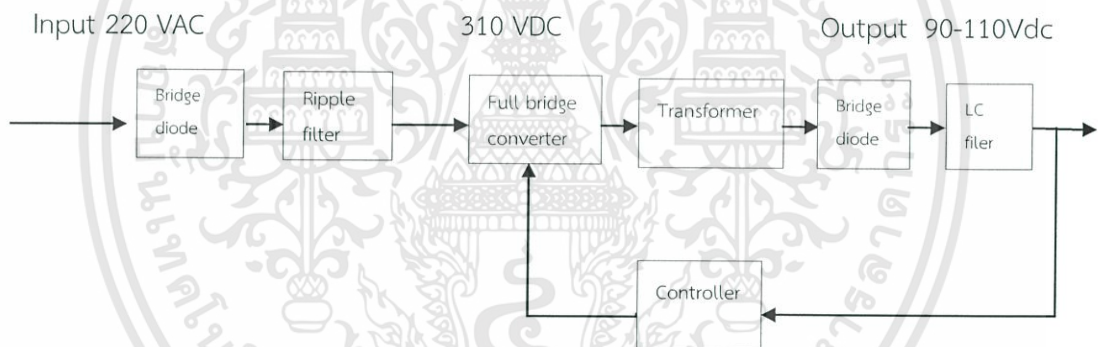 Input 220 VAC
310 VDC
Output 90-110Vdc
Bridge
diode
Ripple
filter
Full bridge
converter
Transformer
Bridge
diode
LC
filer
Controller